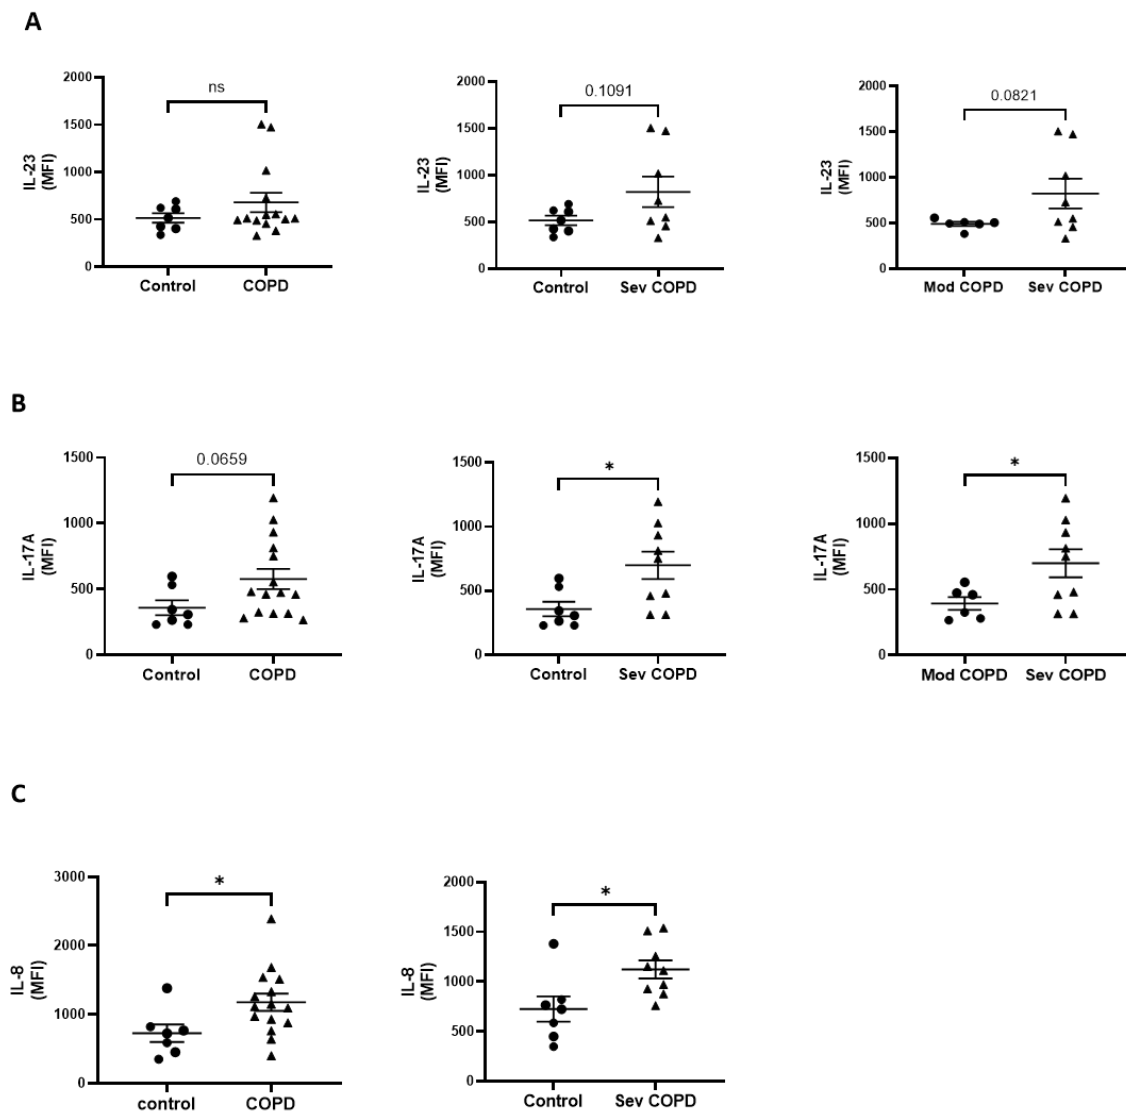 A
IL-23
(MFI)
2000
1500
1000
500
0
ns
Control COPD
IL-23
(MFI)
2000
1500
1000
500
0
0.1091
Control Sev COPD
IL-23
(MFI)
2000
1500
1000
500
0
0.0821
Mod COPD Sev COPD
B
IL-17A
(MFI)
1500
1000
500
0
0.0659
Control COPD
IL-17A
(MFI)
1500
1000
500
0
*
Control Sev COPD
IL-17A
(MFI)
1500
1000
500
0
*
Mod COPD Sev COPD
C
IL-8
(MFI)
3000
2000
1000
0
*
control COPD
IL-8
(MFI)
2000
1500
1000
500
0
*
Control Sev COPD